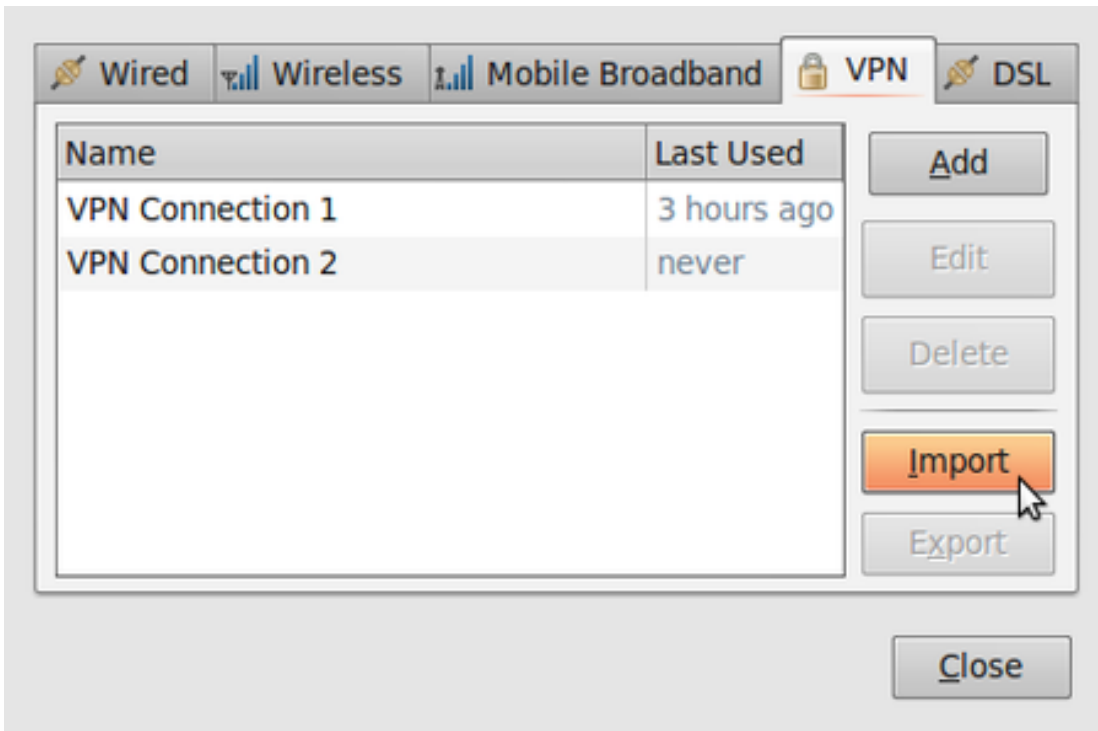 Wired Wireless Mobile Broadband VPN DSL
Name Last Used
VPN Connection 1 3 hours ago
VPN Connection 2 never
Add
Edit
Delete
Import
Export
Close